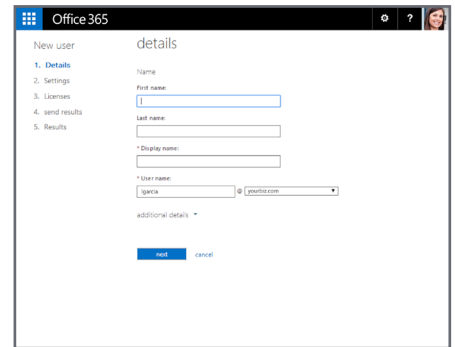 Office 365
?
New user
1. Details
2. Settings
3. Licenses
4. send results
5. Results
details
Name
First name:
Last name:
* Display name:
* User name:
lgarcia @ yourbiz.com
additional details
next cancel